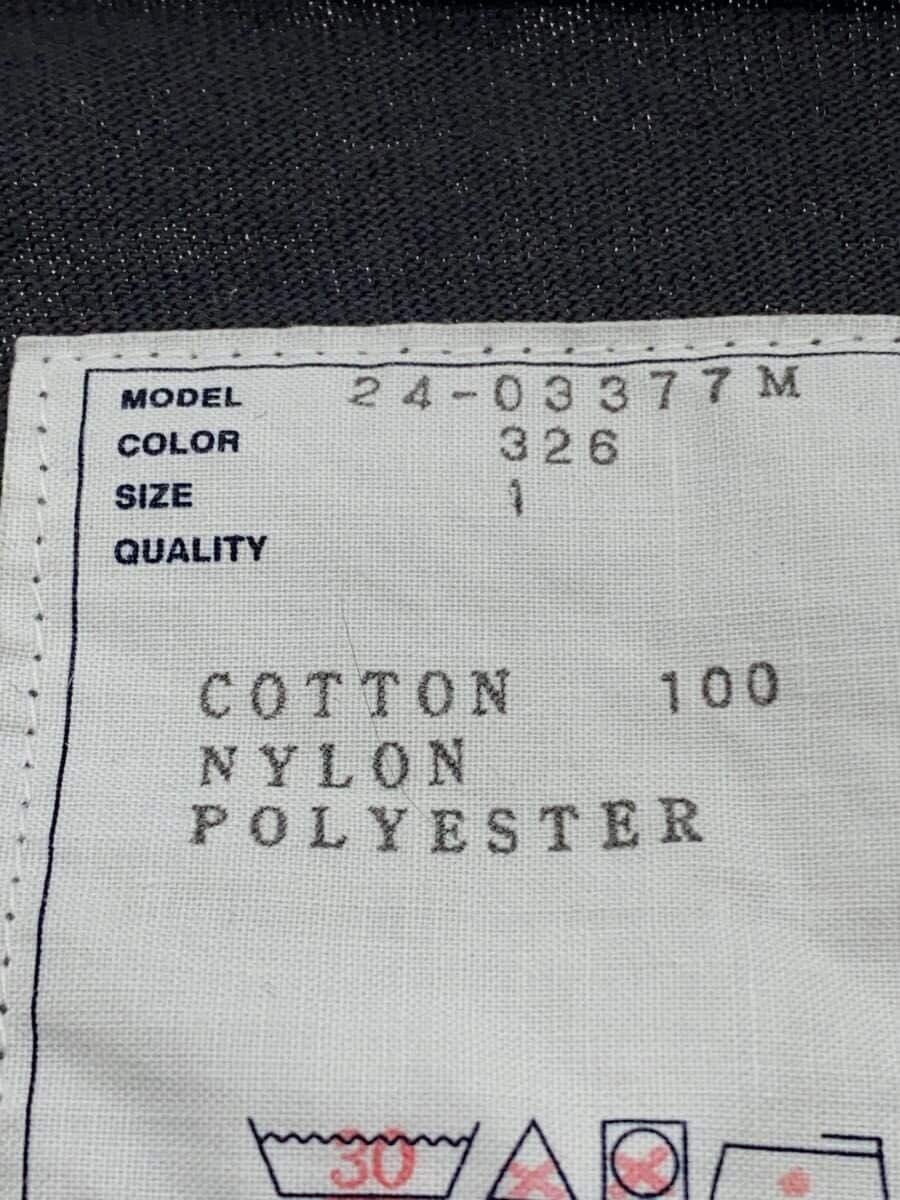 MODEL 24-03377M
COLOR 326
SIZE 1
QUALITY
COTTON 100
NYLON
POLYESTER
30